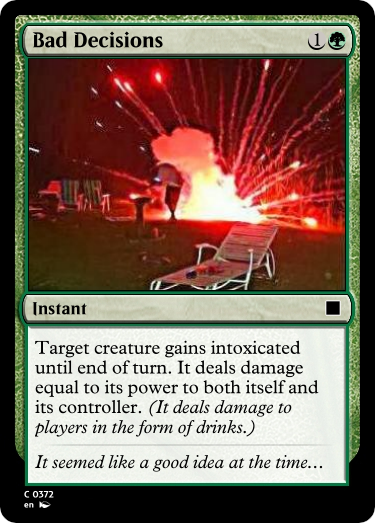 Bad Decisions 1
Instant
Target creature gains intoxicated
until end of turn. It deals damage
equal to its power to both itself and
its controller. (It deals damage to
players in the form of drinks.)
It seemed like a good idea at the time…
C 0372
en